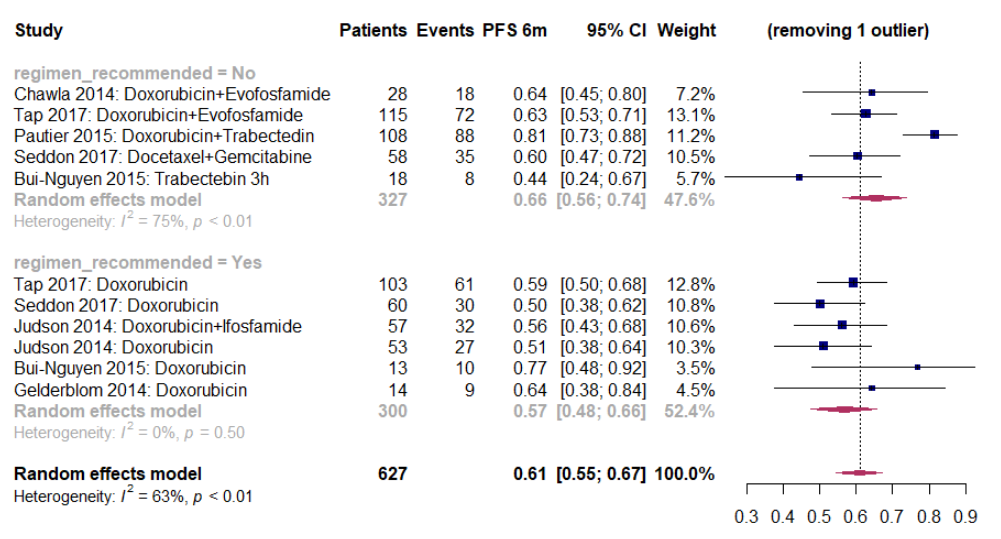 Study Patients Events PFS 6m 95% CI Weight (removing 1 outlier)
regimen_recommended = No
Chawla 2014: Doxorubicin+Evofosfamide 28 18 0.64 [0.45; 0.80] 7.2%
Tap 2017: Doxorubicin+Evofosfamide 115 72 0.63 [0.53; 0.71] 13.1%
Pautier 2015: Doxorubicin+Trabectedin 108 88 0.81 [0.73; 0.88] 11.2%
Seddon 2017: Docetaxel+Gemcitabine 58 35 0.60 [0.47; 0.72] 10.5%
Bui-Nguyen 2015: Trabectebin 3h 18 8 0.44 [0.24; 0.67] 5.7%
Random effects model 327 0.66 [0.56; 0.74] 47.6%
Heterogeneity: I² = 75%, p < 0.01
regimen_recommended = Yes
Tap 2017: Doxorubicin 103 61 0.59 [0.50; 0.68] 12.8%
Seddon 2017: Doxorubicin 60 30 0.50 [0.38; 0.62] 10.8%
Judson 2014: Doxorubicin+Ifosfamide 57 32 0.56 [0.43; 0.68] 10.6%
Judson 2014: Doxorubicin 53 27 0.51 [0.38; 0.64] 10.3%
Bui-Nguyen 2015: Doxorubicin 13 10 0.77 [0.48; 0.92] 3.5%
Gelderblom 2014: Doxorubicin 14 9 0.64 [0.38; 0.84] 4.5%
Random effects model 300 0.57 [0.48; 0.66] 52.4%
Heterogeneity: I² = 0%, p = 0.50
Random effects model 627 0.61 [0.55; 0.67] 100.0%
Heterogeneity: I² = 63%, p < 0.01
0.3 0.4 0.5 0.6 0.7 0.8 0.9